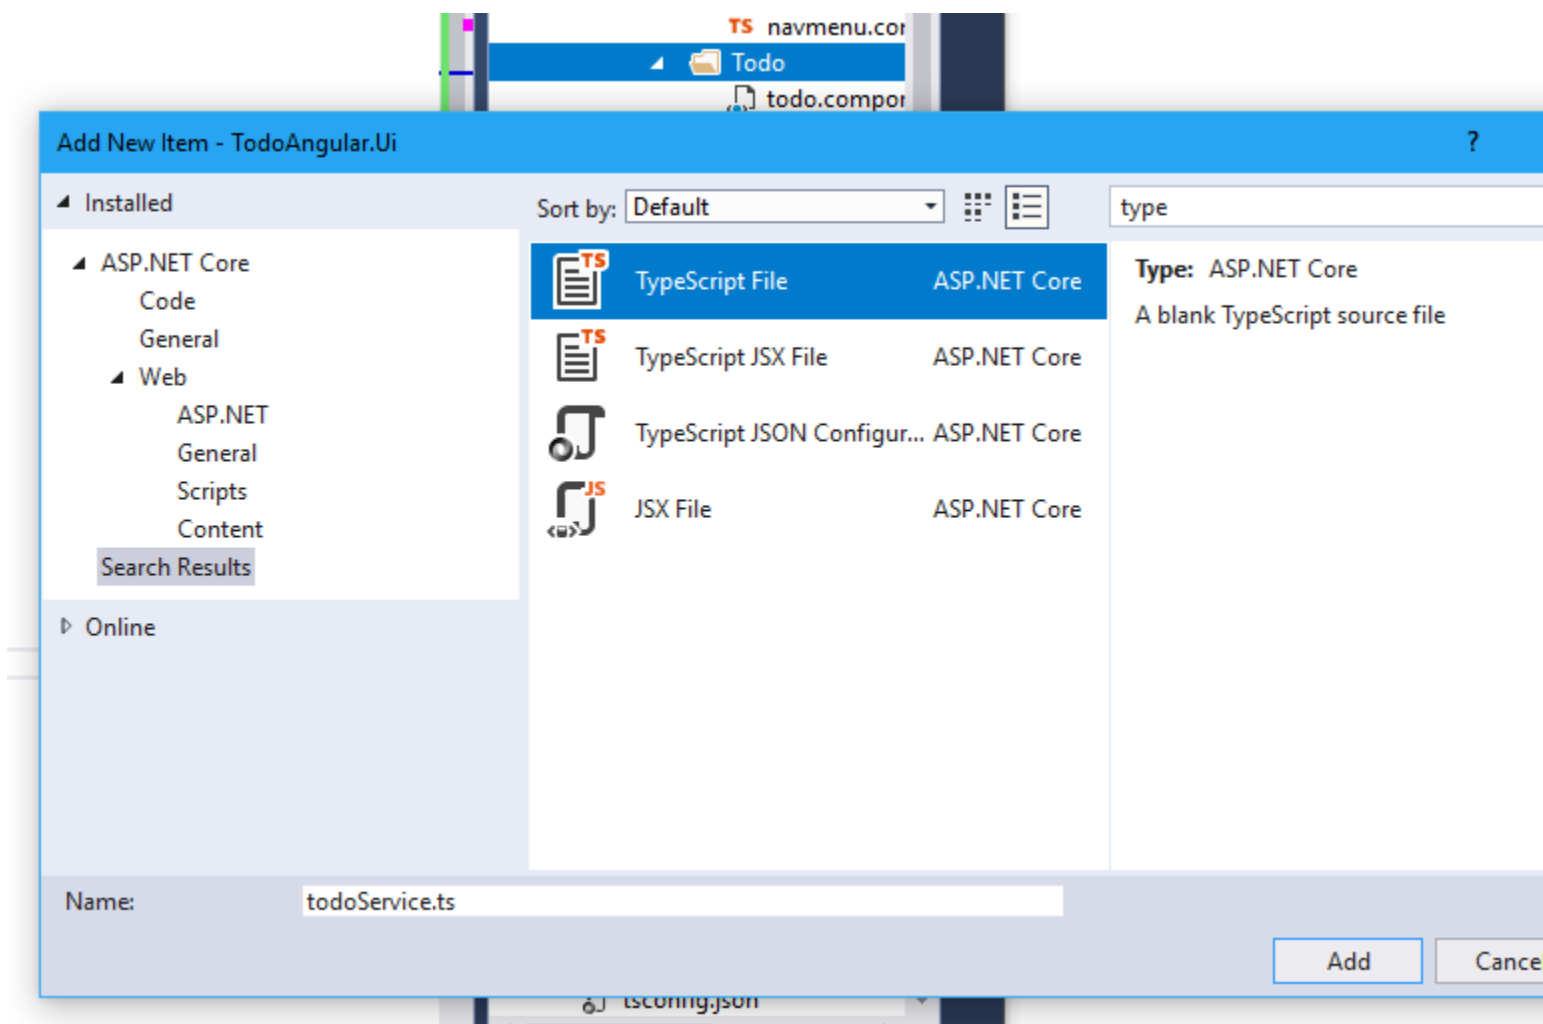 TS navmenu.cor
Todo
todo.compor
Add New Item - TodoAngular.Ui
?
Installed
Sort by: Default
type
ASP.NET Core
Code
General
Web
ASP.NET
General
Scripts
Content
Search Results
Online
TS TypeScript File ASP.NET Core
TS TypeScript JSX File ASP.NET Core
TypeScript JSON Configur... ASP.NET Core
JS JSX File ASP.NET Core
Type: ASP.NET Core
A blank TypeScript source file
Name: todoService.ts
Add
Cance
tsconfig.json